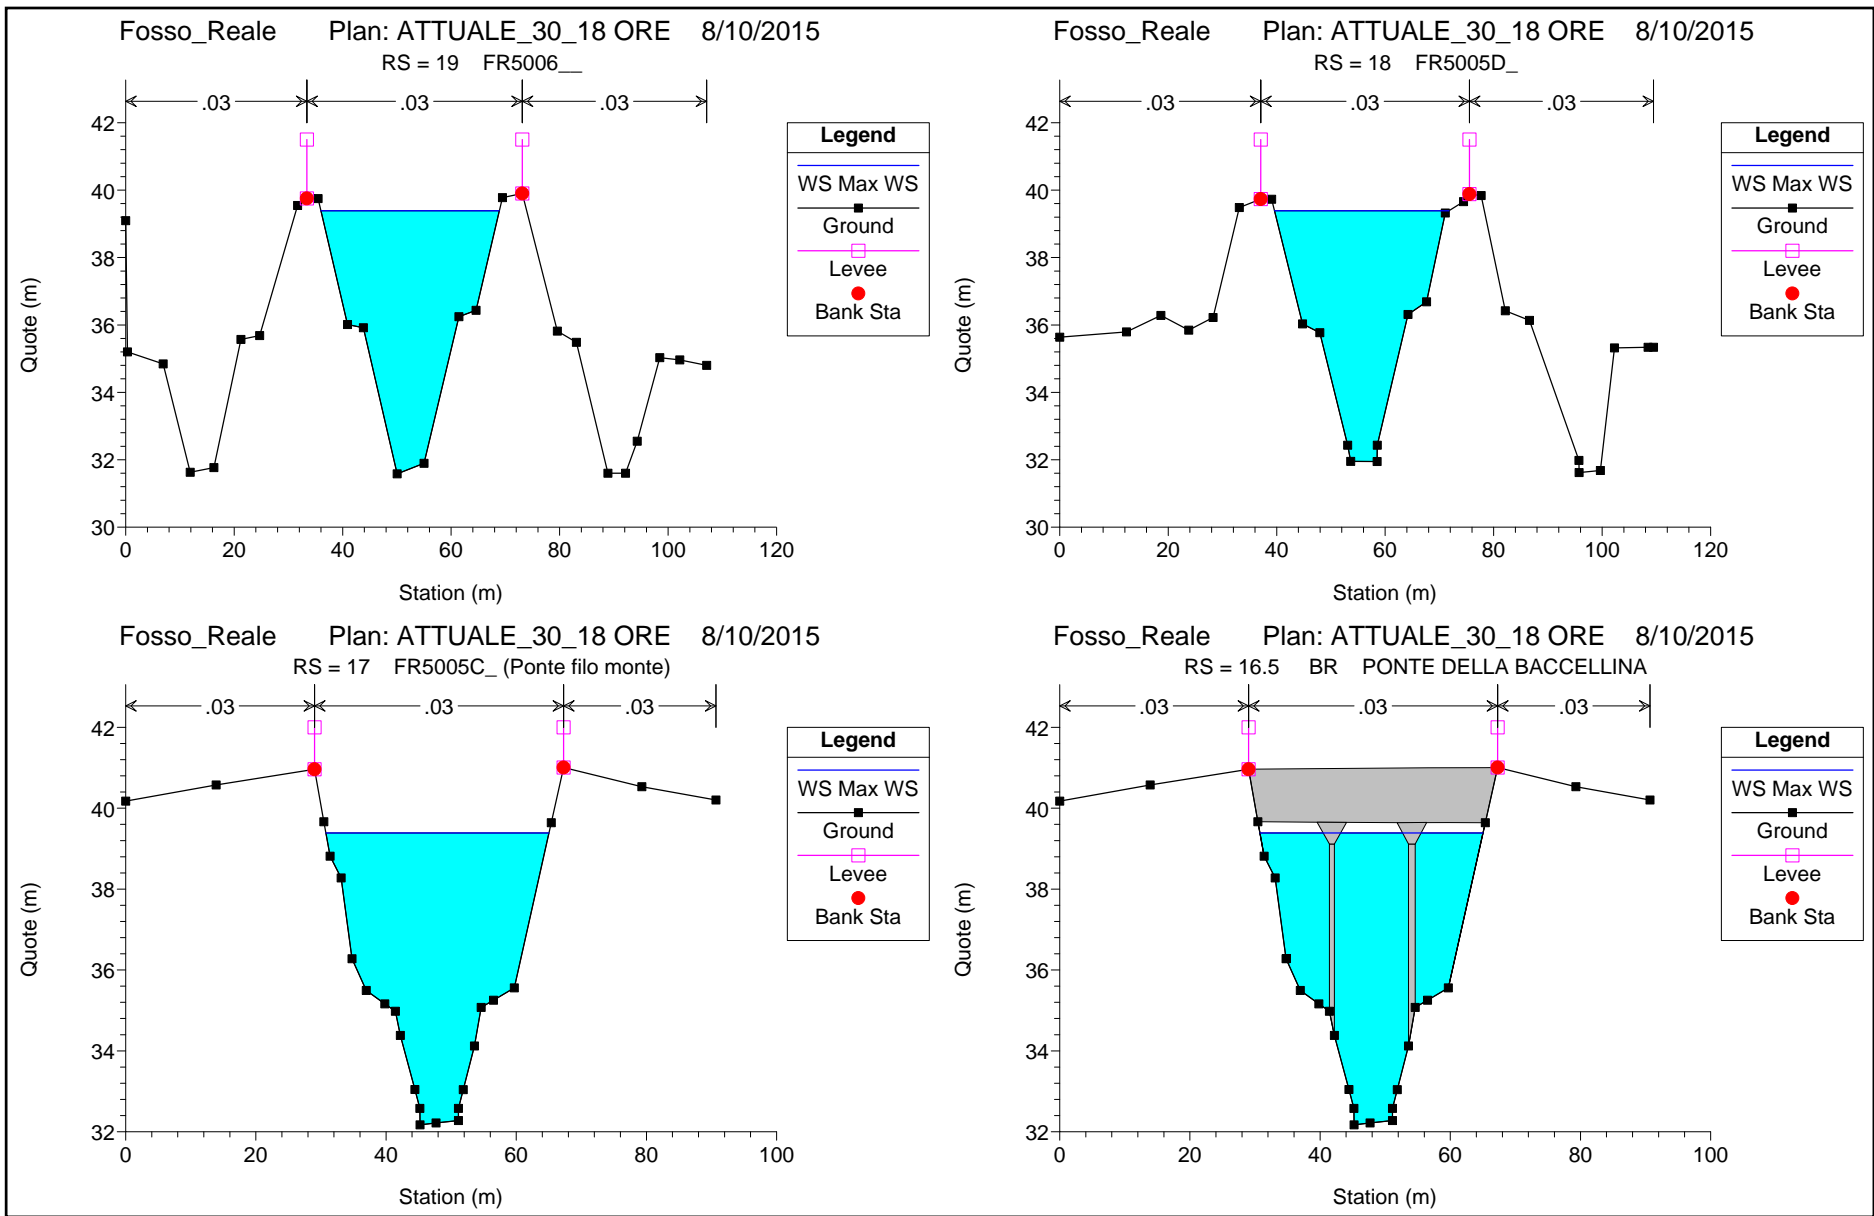 Fosso_Reale Plan: ATTUALE_30_18 ORE 8/10/2015
RS = 19 FR5006__
.03 .03 .03
42
40
38
36
34
32
30
0 20 40 60 80 100 120
Station (m)
Quote (m)
Legend
WS Max WS
Ground
Levee
Bank Sta
Fosso_Reale Plan: ATTUALE_30_18 ORE 8/10/2015
RS = 18 FR5005D_
.03 .03 .03
42
40
38
36
34
32
30
0 20 40 60 80 100 120
Station (m)
Quote (m)
Legend
WS Max WS
Ground
Levee
Bank Sta
Fosso_Reale Plan: ATTUALE_30_18 ORE 8/10/2015
RS = 17 FR5005C_ (Ponte filo monte)
.03 .03 .03
42
40
38
36
34
32
0 20 40 60 80 100
Station (m)
Quote (m)
Legend
WS Max WS
Ground
Levee
Bank Sta
Fosso_Reale Plan: ATTUALE_30_18 ORE 8/10/2015
RS = 16.5 BR PONTE DELLA BACCELLINA
.03 .03 .03
42
40
38
36
34
32
0 20 40 60 80 100
Station (m)
Quote (m)
Legend
WS Max WS
Ground
Levee
Bank Sta